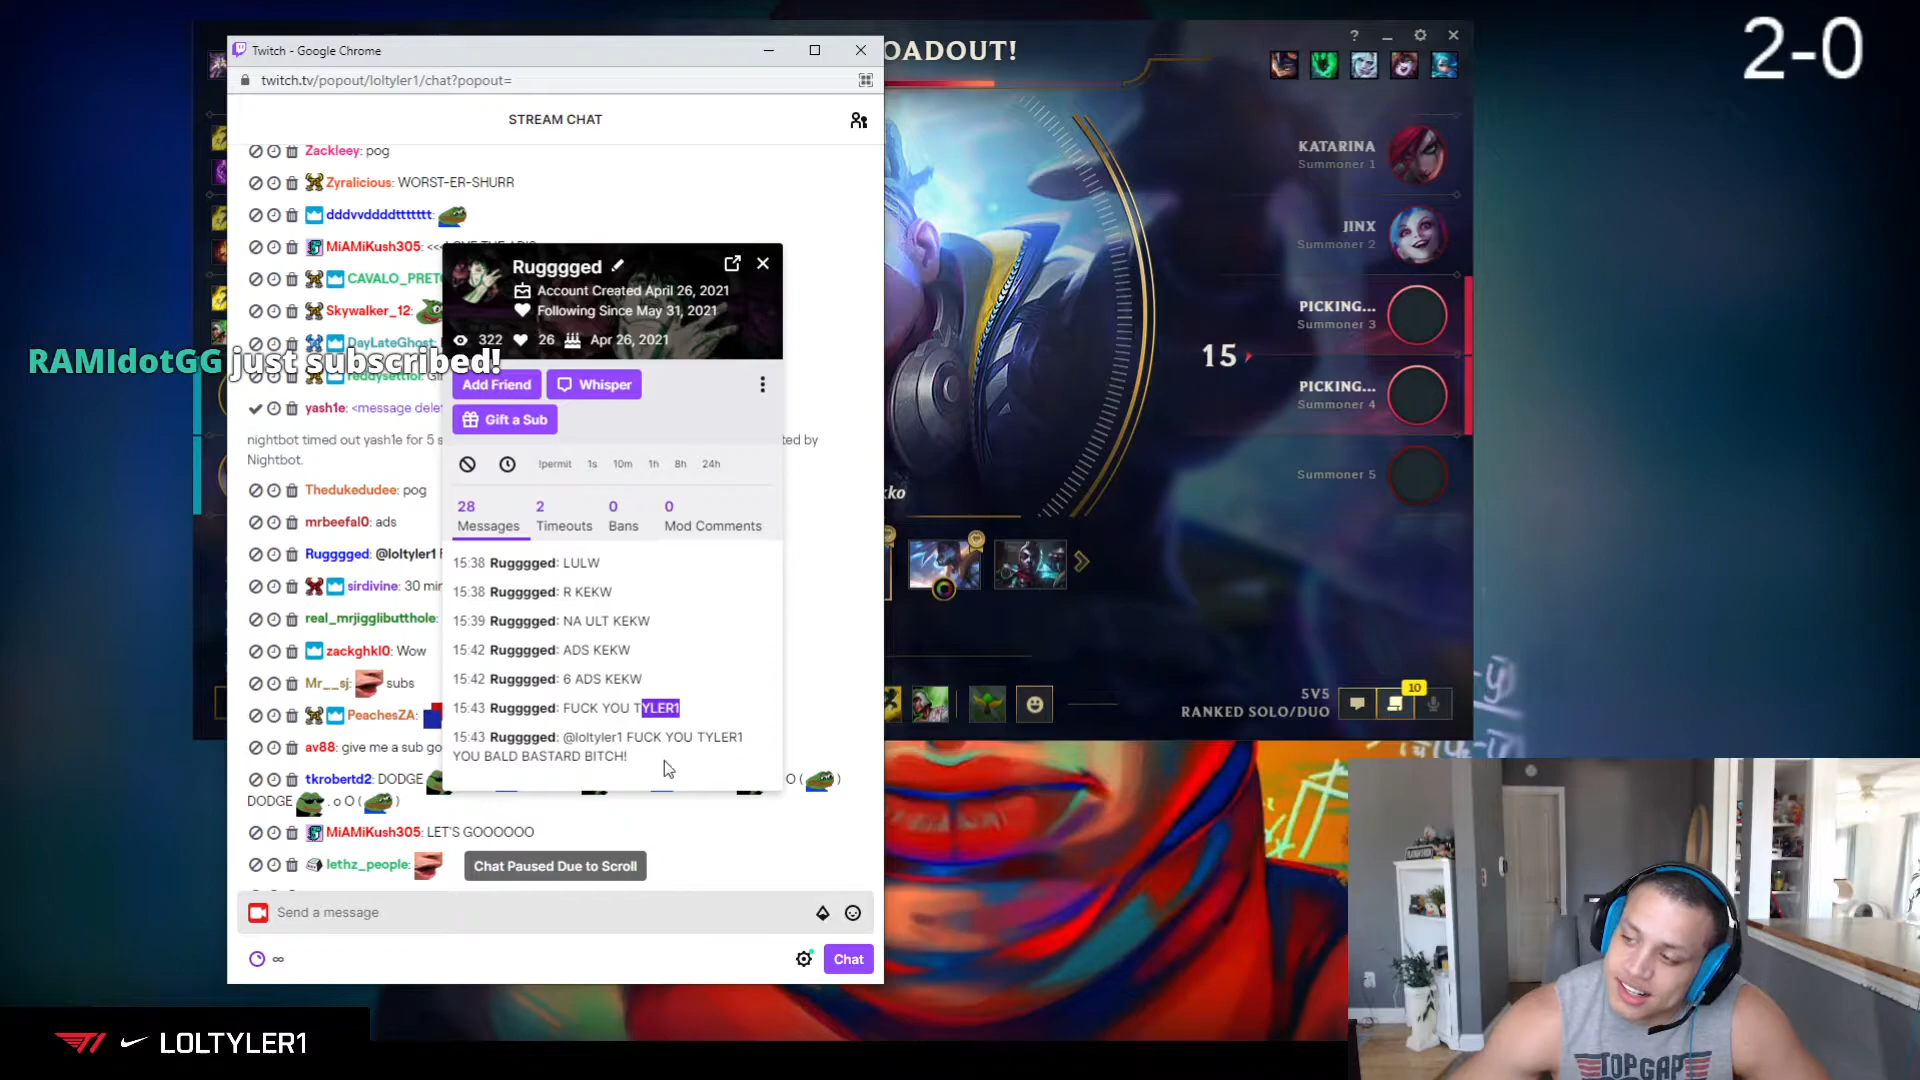 2-0
Twitch - Google Chrome
twitch.tv/popout/loltyler1/chat?popout=
OADOUT!
STREAM CHAT
Zackleey: pog
Zyralicious: WORST-ER-SHURR
dddvvddddttttttt:
MiAMiKush305: <<
CAVALO_PRET
Skywalker_12:
DayLateGhost:
RAMIdotGG just subscribed!
yash1e: <message delet
nightbot timed out yash1e for 5 s
ted by
Nightbot.
Thedukedudee: pog
mrbeefal0: ads
Rugggged: @loltyler1
sirdivine: 30 min
real_mrjigglibutthole:
zackghkl0: Wow
Mr__sj: subs
PeachesZA:
av88: give me a sub go
tkrobertd2: DODGE
O (
)
DODGE . o O ( )
MiAMiKush305: LET'S GOOOOOO
lethz_people:
Chat Paused Due to Scroll
Send a message
∞
Chat
Rugggged
Account Created April 26, 2021
Following Since May 31, 2021
322 26 Apr 26, 2021
Add Friend Whisper
Gift a Sub
!permit 1s 10m 1h 8h 24h
28 2 0 0
Messages Timeouts Bans Mod Comments
15:38 Rugggged: LULW
15:38 Rugggged: R KEKW
15:39 Rugggged: NA ULT KEKW
15:42 Rugggged: ADS KEKW
15:42 Rugggged: 6 ADS KEKW
15:43 Rugggged: FUCK YOU TYLER1
15:43 Rugggged: @loltyler1 FUCK YOU TYLER1
YOU BALD BASTARD BITCH!
KATARINA
Summoner 1
JINX
Summoner 2
PICKING...
Summoner 3
15
PICKING...
Summoner 4
Summoner 5
kko
5V5
RANKED SOLO/DUO
10
LOLTYLER1
TOPGAP